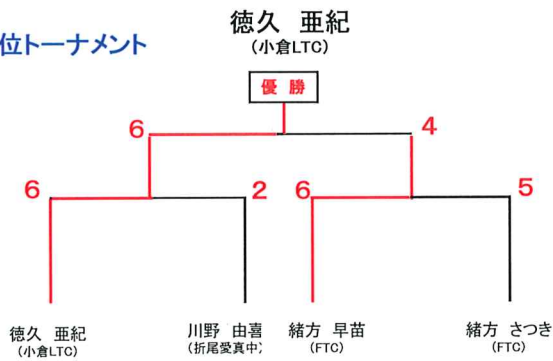 徳久 亜紀
(小倉LTC)
位トーナメント
優 勝
6
4
6
2
6
5
徳久 亜紀
(小倉LTC)
川野 由喜
(折尾愛真中)
緒方 早苗
(FTC)
緒方 さつき
(FTC)